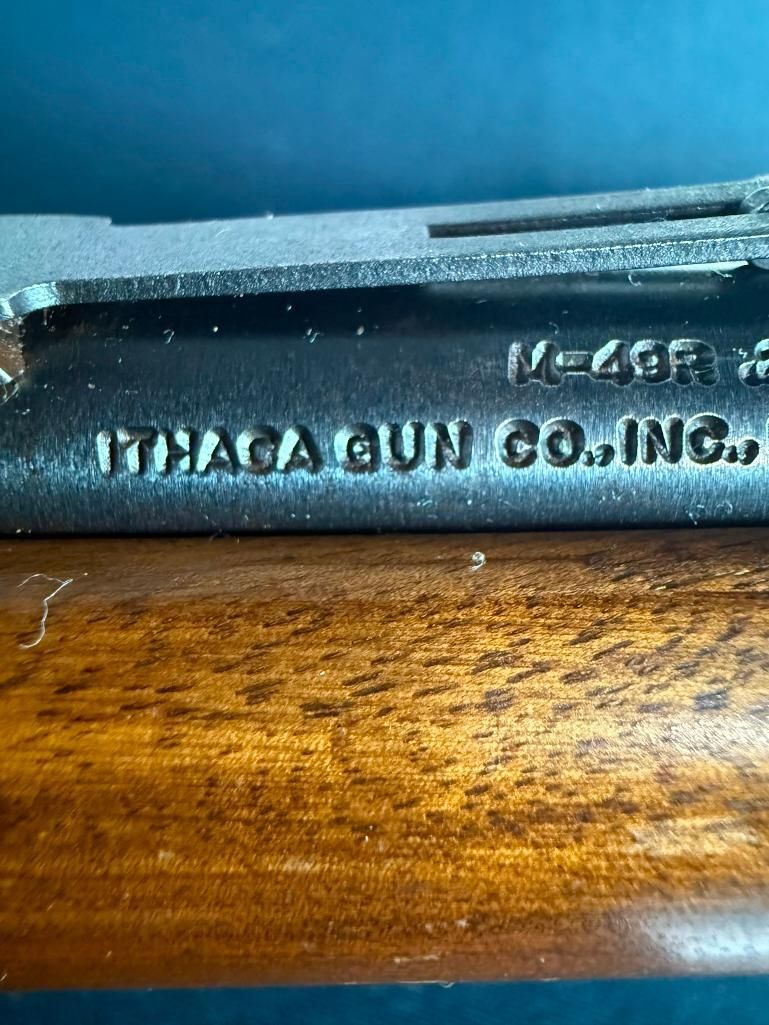 M-49R
ITHACA GUN CO., INC.,